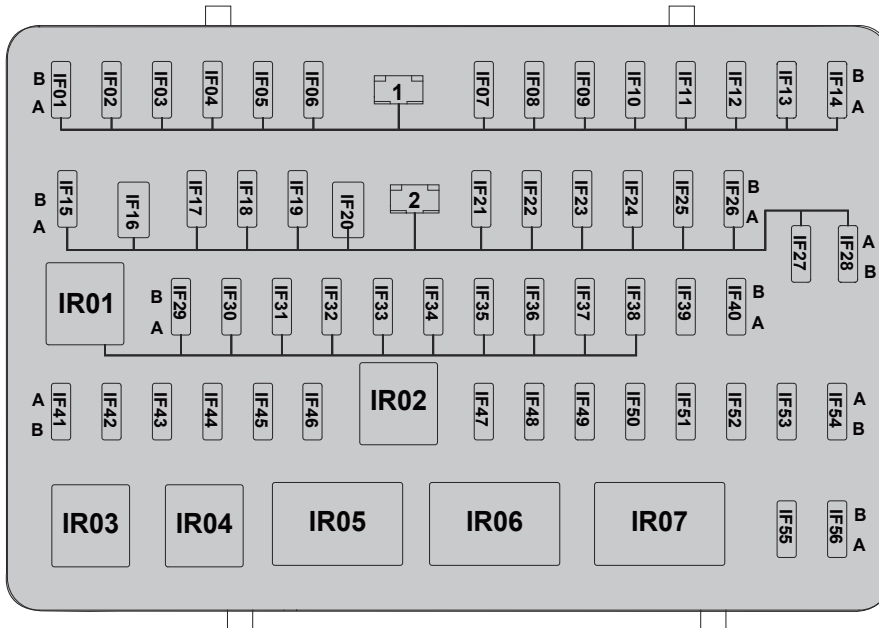 B IF01 IF02 IF03 IF04 IF05 IF06 1 IF07 IF08 IF09 IF10 IF11 IF12 IF13 IF14 B
A A
B IF15 IF16 IF17 IF18 IF19 IF20 2 IF21 IF22 IF23 IF24 IF25 IF26 B
A A
IF27 IF28 A
B
IR01 B IF29 IF30 IF31 IF32 IF33 IF34 IF35 IF36 IF37 IF38 IF39 IF40 B
A A
A IF41 IF42 IF43 IF44 IF45 IF46 IR02 IF47 IF48 IF49 IF50 IF51 IF52 IF53 IF54 A
B B
IR03 IR04 IR05 IR06 IR07 IF55 IF56 B
A